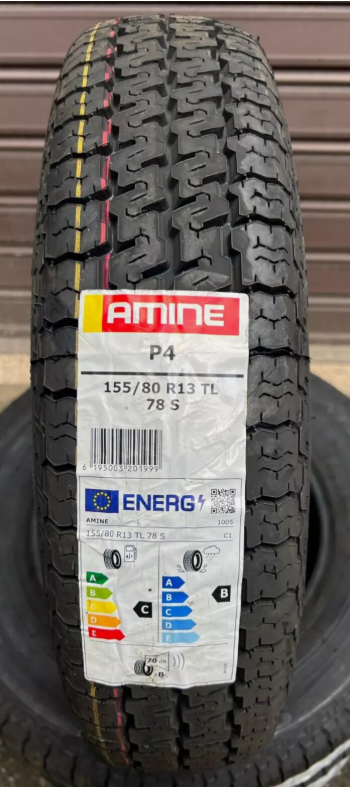 AMINE
P4
155/80 R13 TL
78 S
6 195003 201999
ENERG
AMINE 1005
155/80 R13 TL 78 S C1
A
B
C
D
E
C
A
B
C
D
E
B
70 dB
B